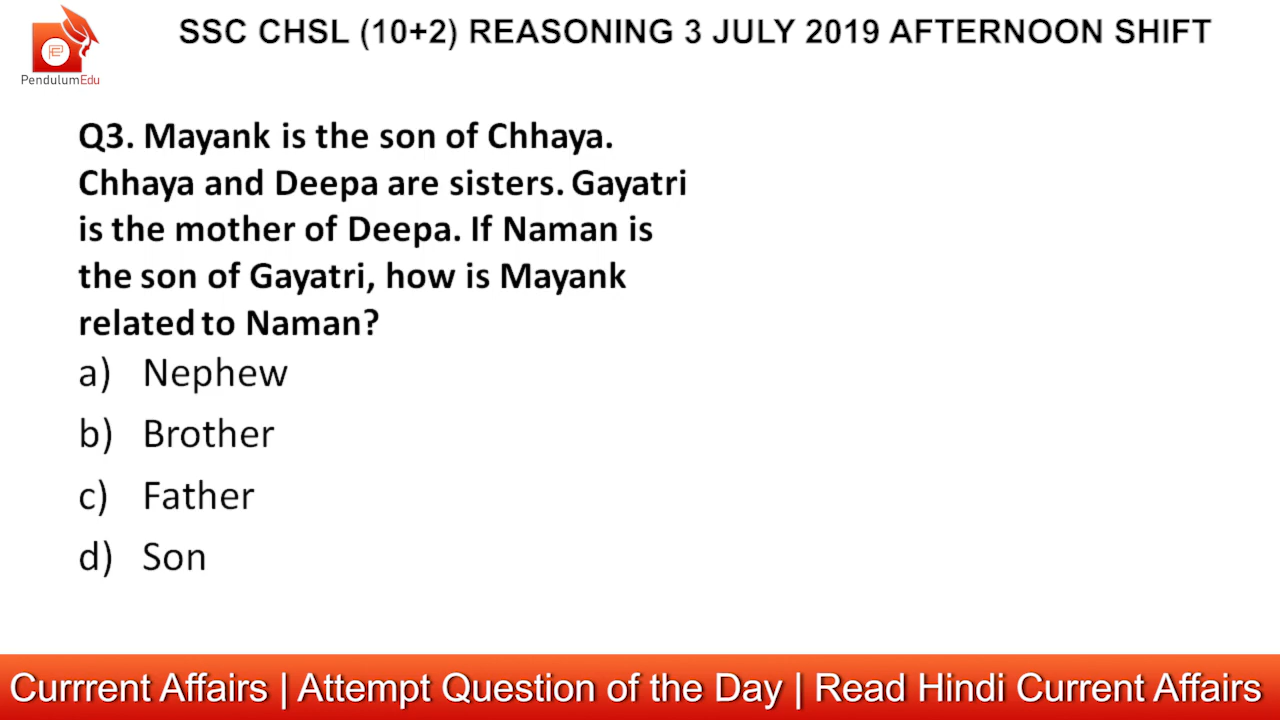 SSC CHSL (10+2) REASONING 3 JULY 2019 AFTERNOON SHIFT
PendulumEdu
Q3. Mayank is the son of Chhaya.
Chhaya and Deepa are sisters. Gayatri
is the mother of Deepa. If Naman is
the son of Gayatri, how is Mayank
related to Naman?
a) Nephew
b) Brother
c) Father
d) Son
Currrent Affairs | Attempt Question of the Day | Read Hindi Current Affairs